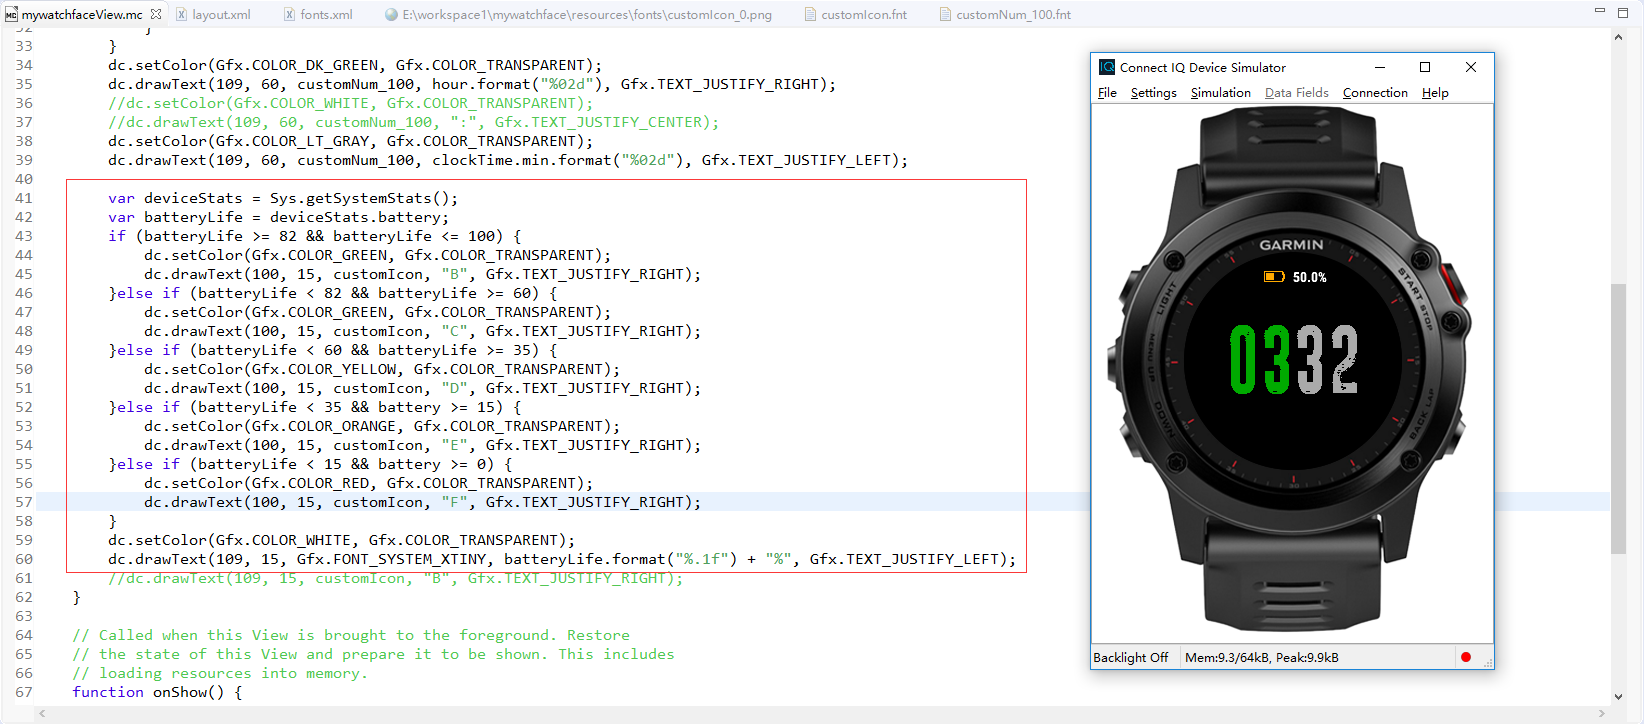 mywatchfaceView.mc
layout.xml
fonts.xml
E:\workspace1\mywatchface\resources\fonts\customIcon_0.png
customIcon.fnt
customNum_100.fnt
32 }
33 }
34 dc.setColor(Gfx.COLOR_DK_GREEN, Gfx.COLOR_TRANSPARENT);
35 dc.drawText(109, 60, customNum_100, hour.format("%02d"), Gfx.TEXT_JUSTIFY_RIGHT);
36 //dc.setColor(Gfx.COLOR_WHITE, Gfx.COLOR_TRANSPARENT);
37 //dc.drawText(109, 60, customNum_100, ":", Gfx.TEXT_JUSTIFY_CENTER);
38 dc.setColor(Gfx.COLOR_LT_GRAY, Gfx.COLOR_TRANSPARENT);
39 dc.drawText(109, 60, customNum_100, clockTime.min.format("%02d"), Gfx.TEXT_JUSTIFY_LEFT);
40
41 var deviceStats = Sys.getSystemStats();
42 var batteryLife = deviceStats.battery;
43 if (batteryLife >= 82 && batteryLife <= 100) {
44 dc.setColor(Gfx.COLOR_GREEN, Gfx.COLOR_TRANSPARENT);
45 dc.drawText(100, 15, customIcon, "B", Gfx.TEXT_JUSTIFY_RIGHT);
46 }else if (batteryLife < 82 && batteryLife >= 60) {
47 dc.setColor(Gfx.COLOR_GREEN, Gfx.COLOR_TRANSPARENT);
48 dc.drawText(100, 15, customIcon, "C", Gfx.TEXT_JUSTIFY_RIGHT);
49 }else if (batteryLife < 60 && batteryLife >= 35) {
50 dc.setColor(Gfx.COLOR_YELLOW, Gfx.COLOR_TRANSPARENT);
51 dc.drawText(100, 15, customIcon, "D", Gfx.TEXT_JUSTIFY_RIGHT);
52 }else if (batteryLife < 35 && battery >= 15) {
53 dc.setColor(Gfx.COLOR_ORANGE, Gfx.COLOR_TRANSPARENT);
54 dc.drawText(100, 15, customIcon, "E", Gfx.TEXT_JUSTIFY_RIGHT);
55 }else if (batteryLife < 15 && battery >= 0) {
56 dc.setColor(Gfx.COLOR_RED, Gfx.COLOR_TRANSPARENT);
57 dc.drawText(100, 15, customIcon, "F", Gfx.TEXT_JUSTIFY_RIGHT);
58 }
59 dc.setColor(Gfx.COLOR_WHITE, Gfx.COLOR_TRANSPARENT);
60 dc.drawText(109, 15, Gfx.FONT_SYSTEM_XTINY, batteryLife.format("%.1f") + "%", Gfx.TEXT_JUSTIFY_LEFT);
61 //dc.drawText(109, 15, customIcon, "B", Gfx.TEXT_JUSTIFY_RIGHT);
62 }
63
64 // Called when this View is brought to the foreground. Restore
65 // the state of this View and prepare it to be shown. This includes
66 // loading resources into memory.
67 function onShow() {
Connect IQ Device Simulator
File Settings Simulation Data Fields Connection Help
GARMIN
50.0%
0332
LIGHT
START STOP
MENU UP
DOWN
BACK LAP
Backlight Off Mem:9.3/64kB, Peak:9.9kB